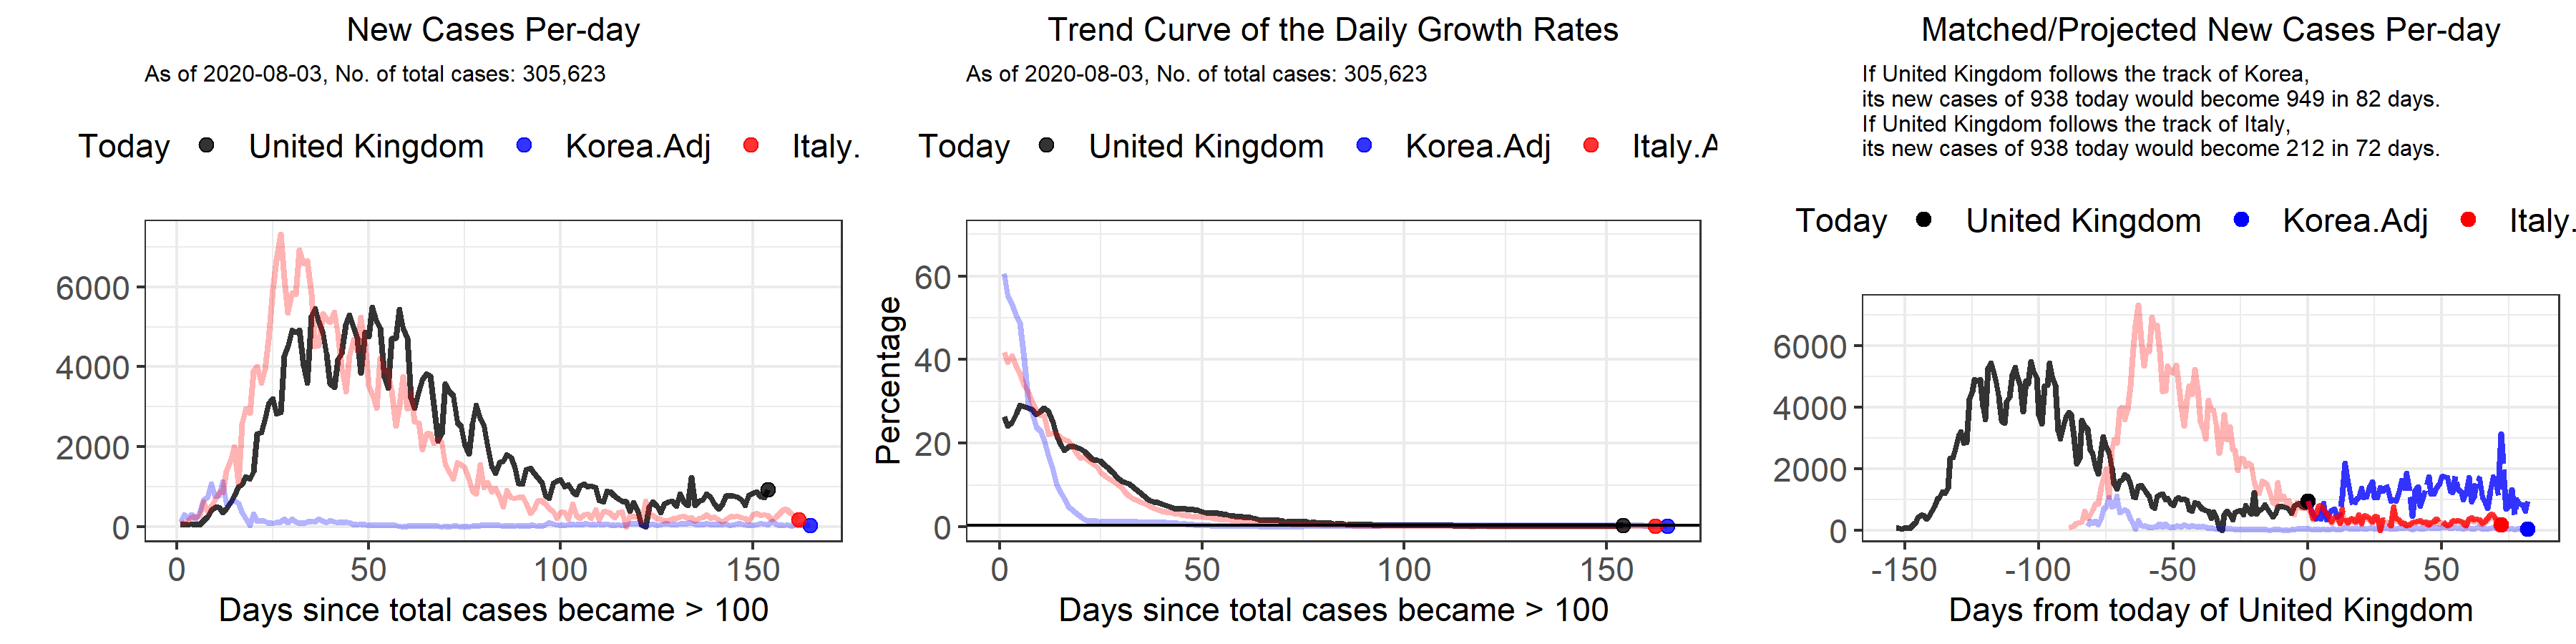 New Cases Per-day
As of 2020-08-03, No. of total cases: 305,623
Today United Kingdom Korea.Adj Italy.
6000
4000
2000
0
0 50 100 150
Days since total cases became > 100
Trend Curve of the Daily Growth Rates
As of 2020-08-03, No. of total cases: 305,623
Today United Kingdom Korea.Adj Italy.A
Percentage
60
40
20
0
0 50 100 150
Days since total cases became > 100
Matched/Projected New Cases Per-day
If United Kingdom follows the track of Korea,
its new cases of 938 today would become 949 in 82 days.
If United Kingdom follows the track of Italy,
its new cases of 938 today would become 212 in 72 days.
Today United Kingdom Korea.Adj Italy.
6000
4000
2000
0
-150 -100 -50 0 50
Days from today of United Kingdom